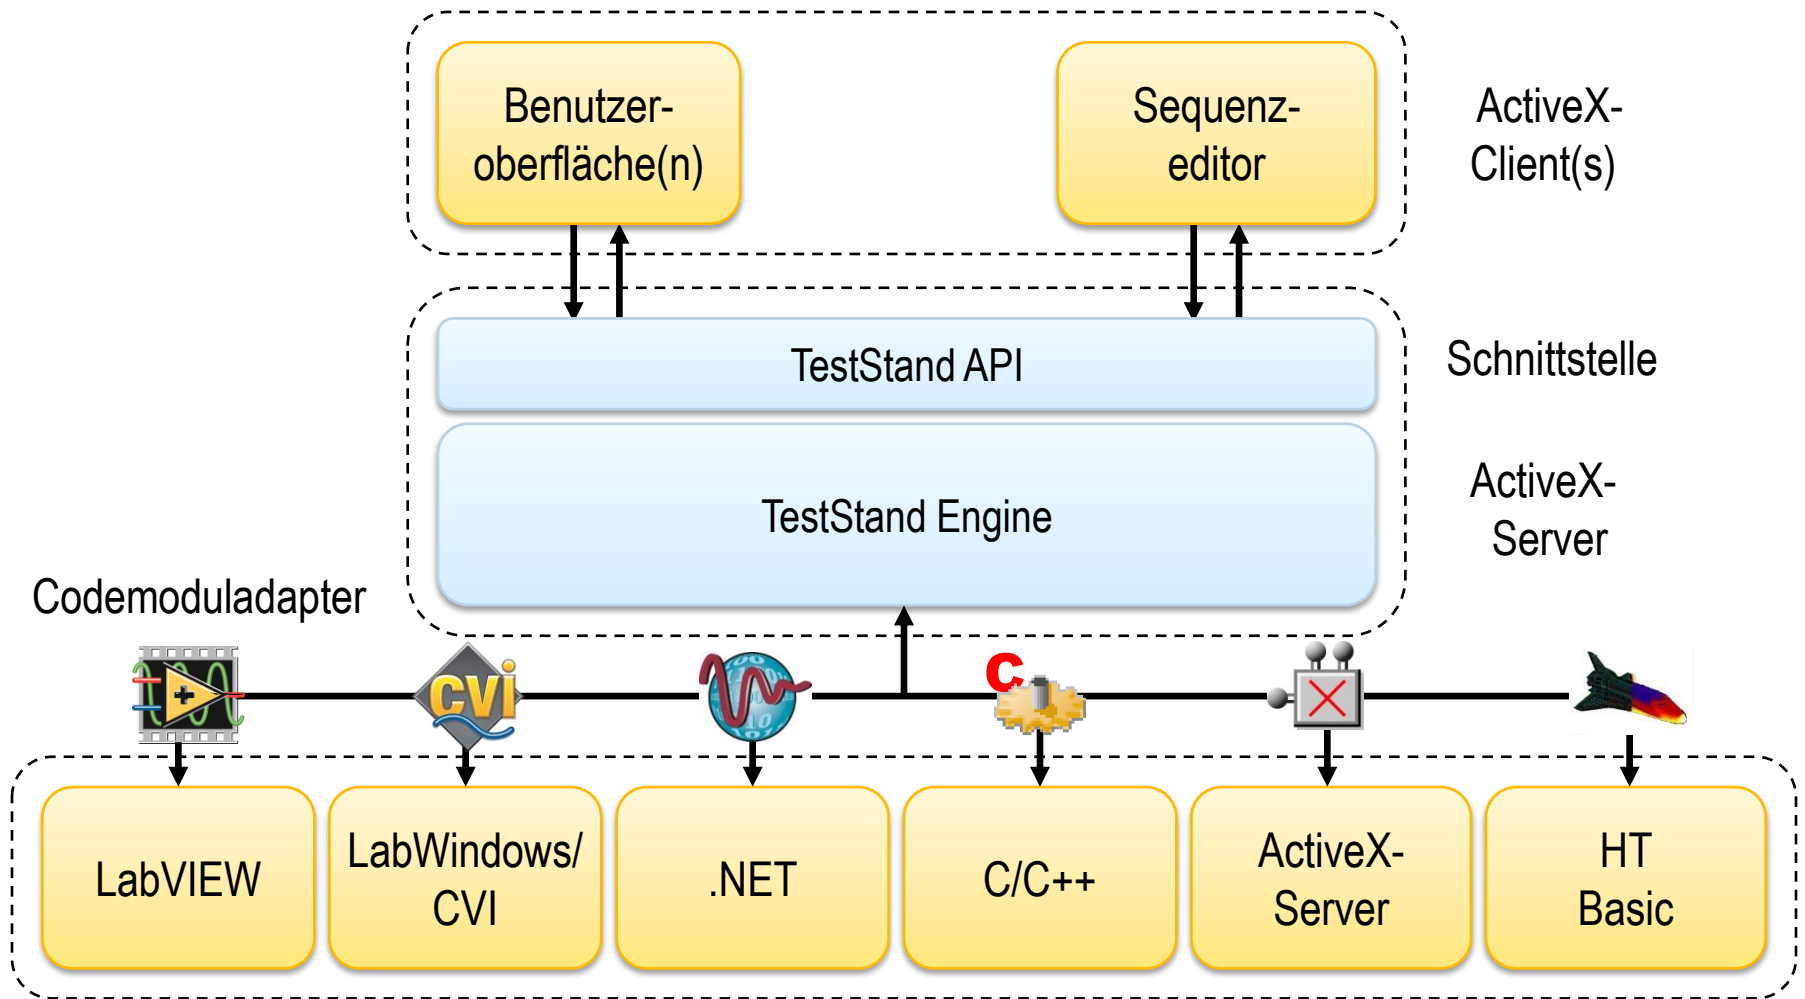 Benutzer-
oberfläche(n)
Sequenz-
editor
ActiveX-
Client(s)
TestStand API
Schnittstelle
TestStand Engine
ActiveX-
Server
Codemoduladapter
CVi
C
LabVIEW
LabWindows/
CVI
.NET
C/C++
ActiveX-
Server
HT
Basic